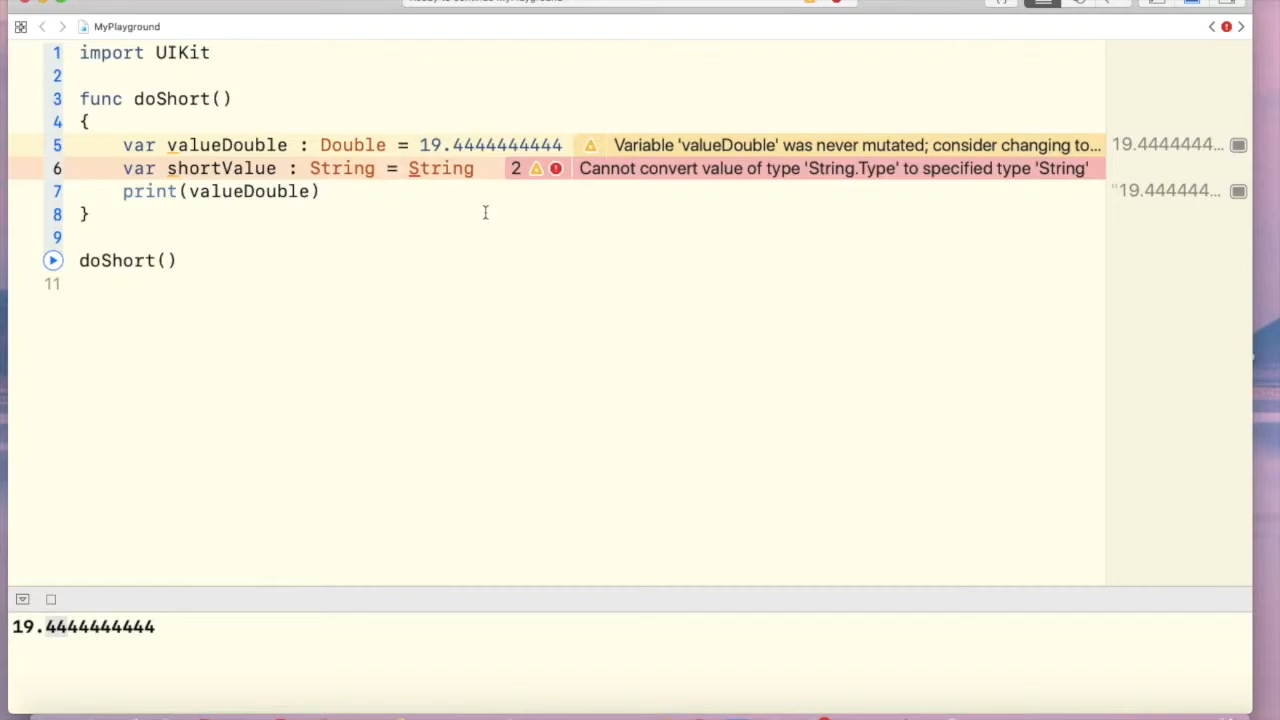 MyPlayground
1 import UIKit
2
3 func doShort()
4 {
5 var valueDouble : Double = 19.4444444444 Variable 'valueDouble' was never mutated; consider changing to... 19.4444444...
6 var shortValue : String = String 2 Cannot convert value of type 'String.Type' to specified type 'String'
7 print(valueDouble) "19.444444...
8 }
9
doShort()
11
19.4444444444